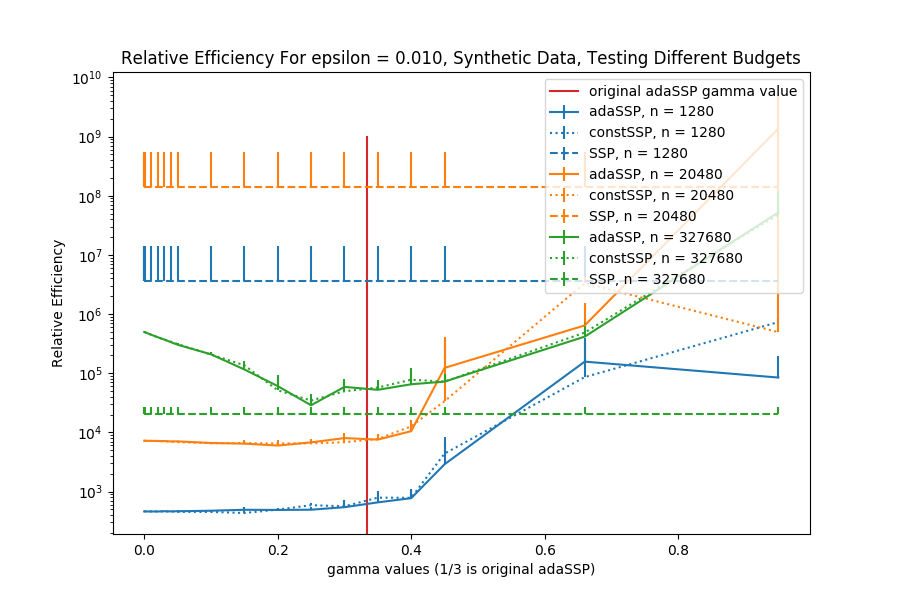 Relative Efficiency For epsilon = 0.010, Synthetic Data, Testing Different Budgets
Relative Efficiency
10^10
10^9
10^8
10^7
10^6
10^5
10^4
10^3
original adaSSP gamma value
adaSSP, n = 1280
constSSP, n = 1280
SSP, n = 1280
adaSSP, n = 20480
constSSP, n = 20480
SSP, n = 20480
adaSSP, n = 327680
constSSP, n = 327680
SSP, n = 327680
0.0 0.2 0.4 0.6 0.8
gamma values (1/3 is original adaSSP)